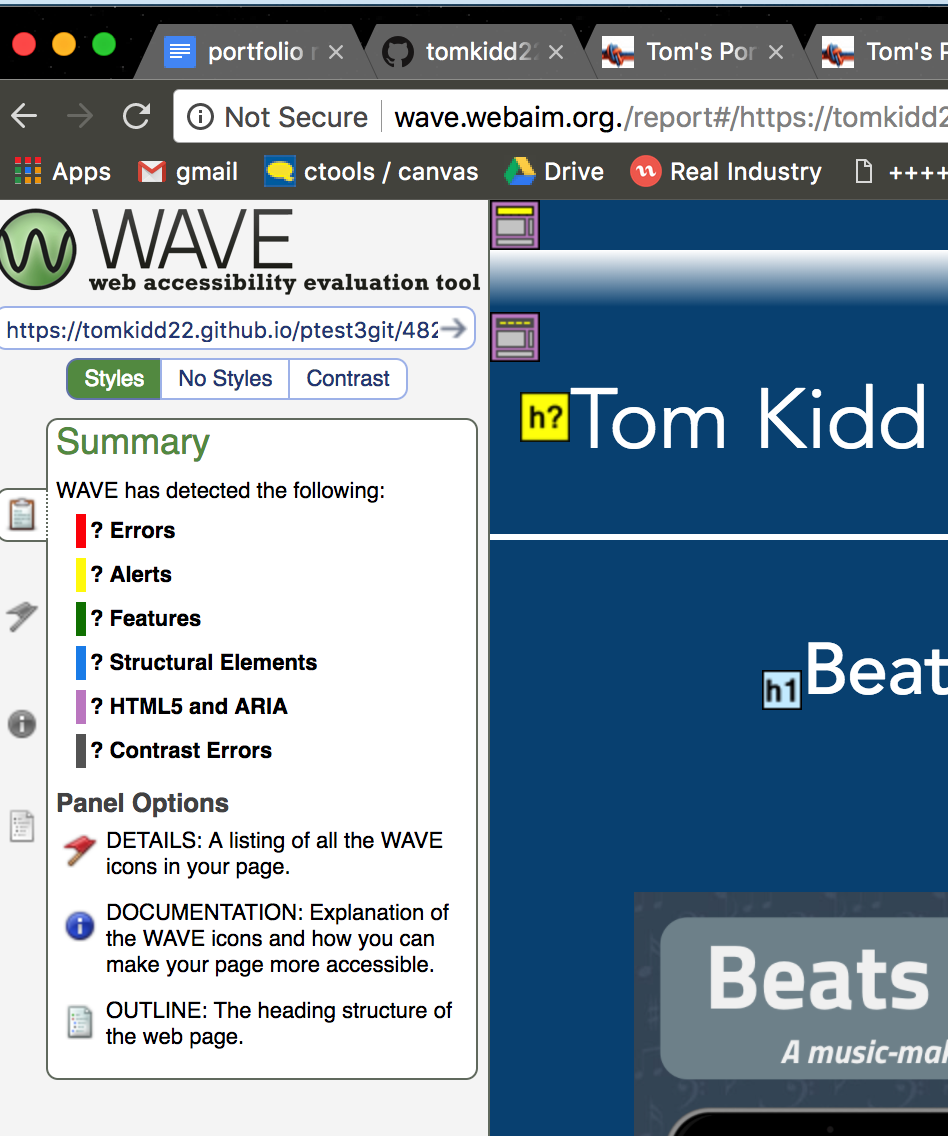 portfolio
tomkidd22
Tom's Por
Tom's P
Not Secure
wave.webaim.org./report#/https://tomkidd2
Apps
gmail
ctools / canvas
Drive
Real Industry
++++
WAVE
web accessibility evaluation tool
https://tomkidd22.github.io/ptest3git/482
Styles
No Styles
Contrast
Summary
WAVE has detected the following:
? Errors
? Alerts
? Features
? Structural Elements
? HTML5 and ARIA
? Contrast Errors
Panel Options
DETAILS: A listing of all the WAVE
icons in your page.
DOCUMENTATION: Explanation of
the WAVE icons and how you can
make your page more accessible.
OUTLINE: The heading structure of
the web page.
h?
Tom Kidd
h1
Beat
Beats
A music-mak